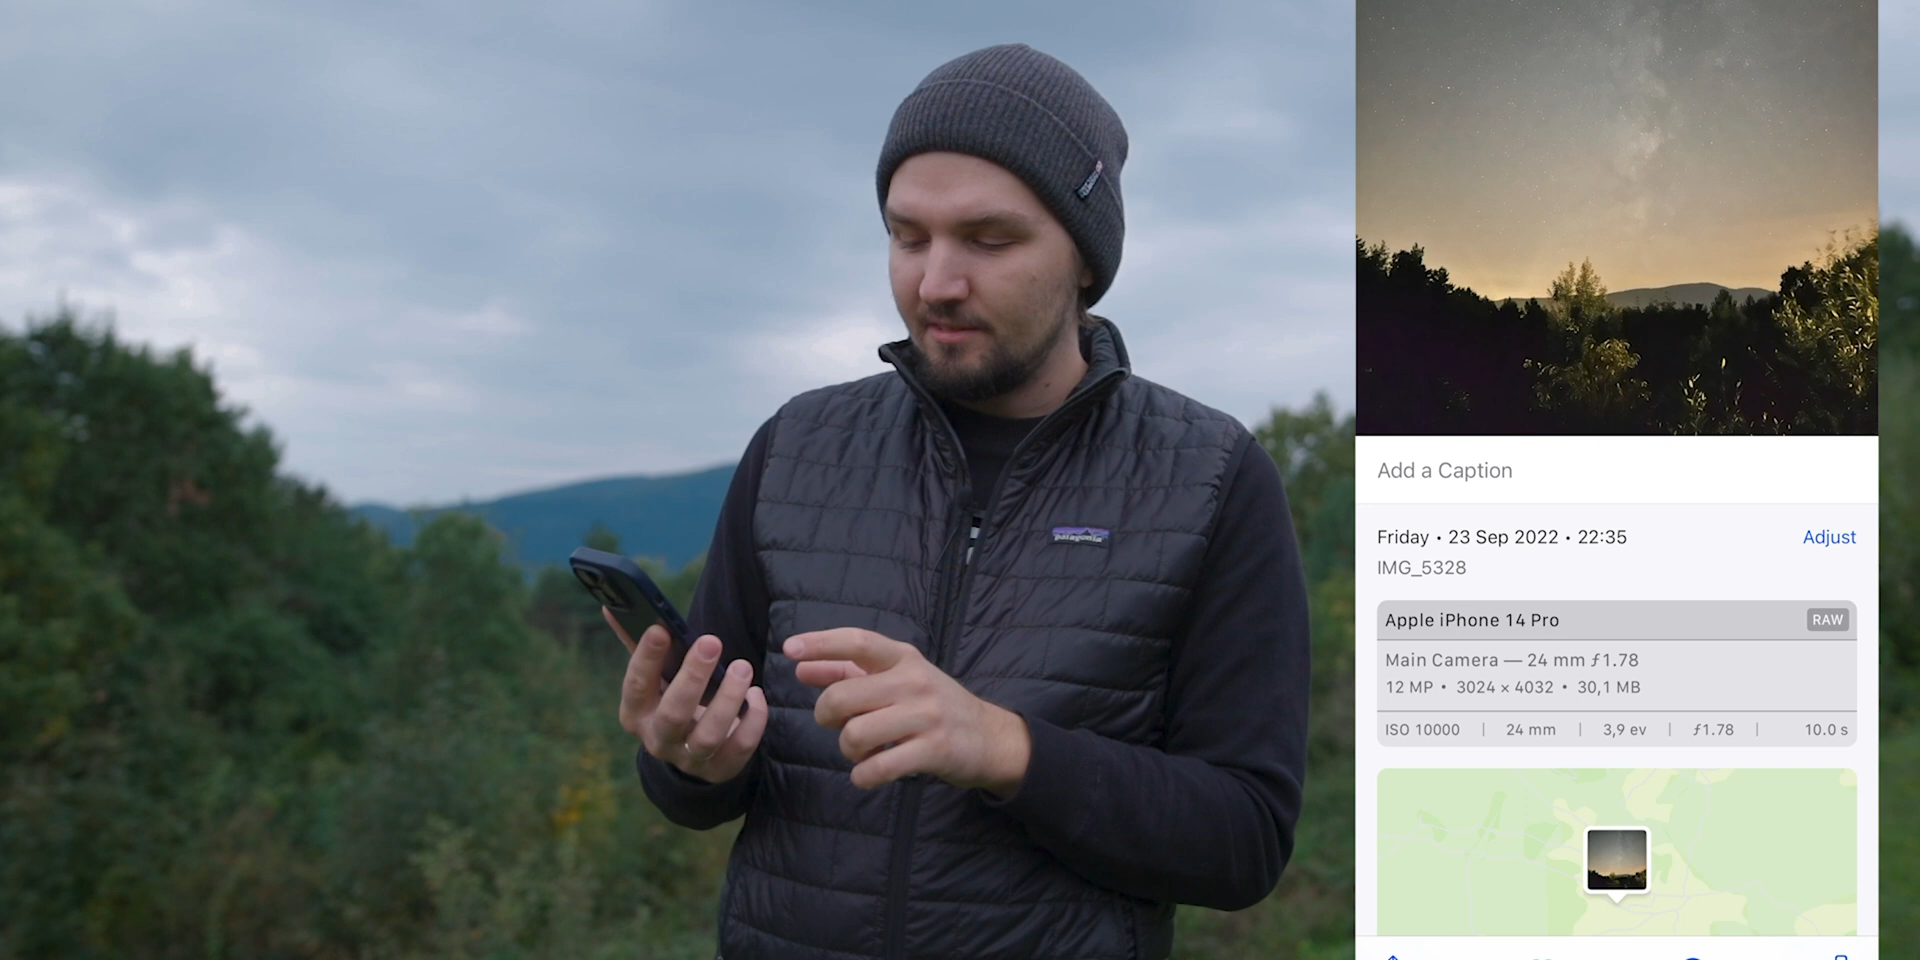 patagonia
Add a Caption
Friday • 23 Sep 2022 • 22:35
Adjust
IMG_5328
Apple iPhone 14 Pro
RAW
Main Camera — 24 mm ƒ1.78
12 MP • 3024 × 4032 • 30,1 MB
ISO 10000 | 24 mm | 3,9 ev | ƒ1.78 | 10.0 s